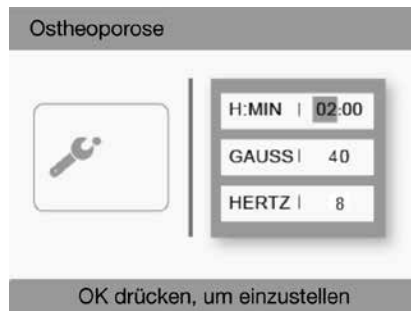 Ostheoporose
H:MIN | 02:00
GAUSS | 40
HERTZ | 8
OK drücken, um einzustellen